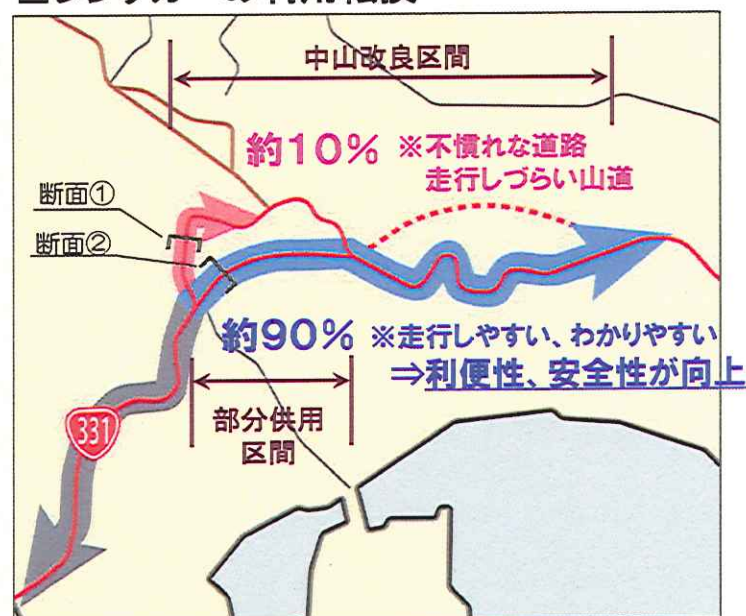 中山改良区間
約10% ※不慣れな道路
走行しづらい山道
断面①
断面②
約90% ※走行しやすい、わかりやすい
⇒利便性、安全性が向上
部分供用
区間
331